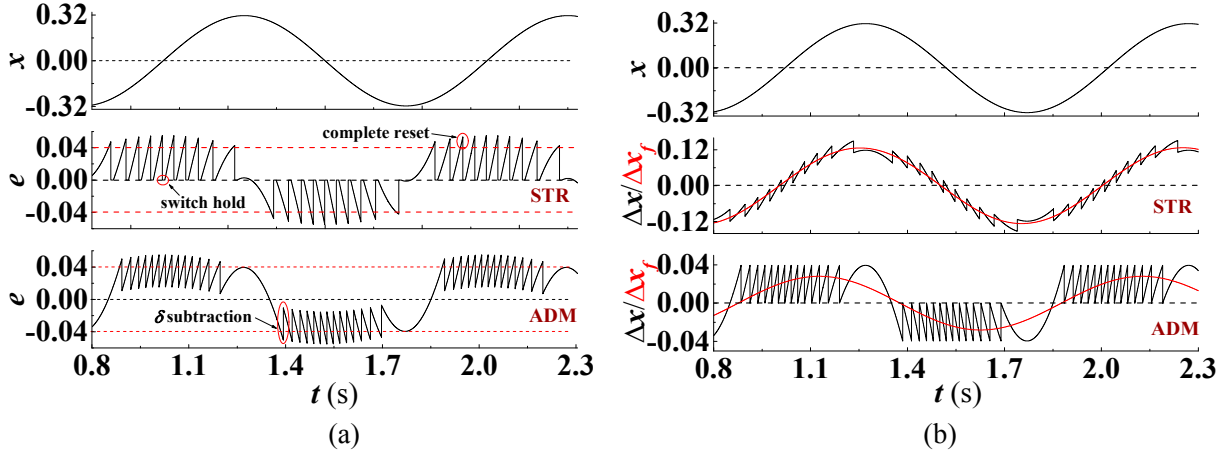 0.32
0.00
-0.32
x
0.04
0.00
-0.04
e
complete reset
switch hold
STR
0.04
0.00
-0.04
e
δ subtraction
ADM
0.8 1.1 1.4 1.7 2.0 2.3
t (s)
(a)
0.32
0.00
-0.32
x
0.12
0.00
-0.12
Δx/Δx_f
STR
0.04
0.00
-0.04
Δx/Δx_f
ADM
0.8 1.1 1.4 1.7 2.0 2.3
t (s)
(b)